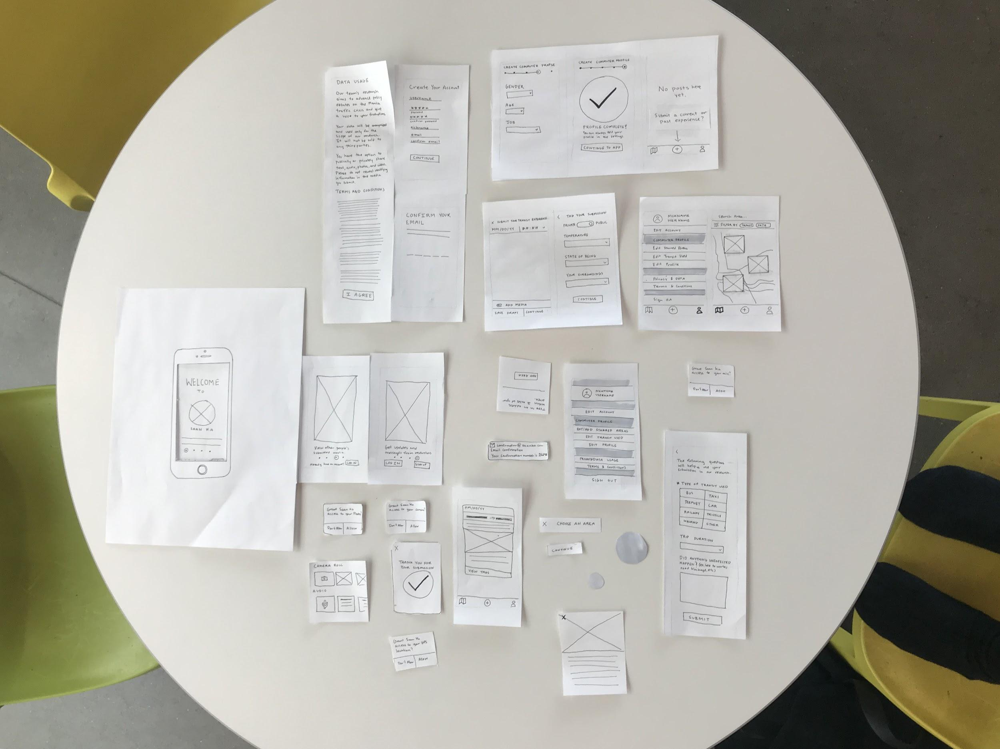 DATA USAGE
Our team's research
aims to advance policy
debates on the Manila
traffic crisis and give
a voice to your frustrations.
Your data will be anonymized
and used only for the
scope of our research.
It will not be sold to
any third parties.
You have the option to
publically or privately share
text, audio, photos, and videos.
Please do not reveal identifying
information in the media
you submit.
TERMS AND CONDITIONS
I AGREE
Create Your Account
username
*****
password
*****
confirm password
nickname
email
confirm email
CONTINUE
CONFIRM YOUR
EMAIL
CREATE COMMUTER PROFILE
GENDER
AGE
JOB
CREATE COMMUTER PROFILE
PROFILE COMPLETE!
You can always edit your
profile in the settings.
CONTINUE TO APP
No posts here
yet.
Submit a current or
past experience?
X SUBMIT YOUR TRANSIT EXPERIENCE
MM/DD/YY
ADD MEDIA
SAVE DRAFT CONTINUE
< TAG YOUR SUBMISSION
PRIVATE PUBLIC
TEMPERATURE
STATE OF BEING
YOUR SURROUNDINGS
CONTINUE
NICKNAME
USERNAME
EDIT ACCOUNT
COMMUTER PROFILE
Edit Starred Areas
Edit Transit Used
Edit Profile
Privacy & DATA
Terms & Conditions
Sign Out
Search Area...
FILTER BY TRANSIT DATE
WELCOME
TO
SAAN KA
View other people's
submitted media.
Already have an account? LOG IN
Get updates and
messages from researchers
LOG IN SIGN UP
Type in an address
within 2 miles of your
area.
ADD AREA
Confirmation@saanka.com
Email Confirmation
Your confirmation number is
NICKNAME
USERNAME
EDIT ACCOUNT
COMMUTER PROFILE
EDIT/ADD STARRED AREAS
EDIT TRANSIT USED
EDIT PROFILE
PRIVACY/DATA USAGE
TERMS & CONDITIONS
SIGN OUT
Grant Saan Ka
access to your mic?
Don't Allow Allow
Grant Saan Ka
access to your Photos?
Don't Allow Allow
Grant Saan Ka
access to your camera?
Don't Allow Allow
CAMERA ROLL
AUDIO
X
THANK YOU FOR
YOUR SUBMISSION
MM/DD/YY
VIEW TAGS
X CHOOSE AN AREA
CONTINUE
Grant Saan Ka
access to your GPS
location?
Don't Allow Allow
X
<
The following questions
will help us use your
submission in our research.
* TYPE OF TRANSIT USED
BUS TAXI
JEEPNEY CAR
RAILWAY TRICYCLE
WALKING OTHER
TRIP DURATION
DID ANYTHING UNEXPECTED
HAPPEN? (ex. late to work,
road blockage, etc)
SUBMIT